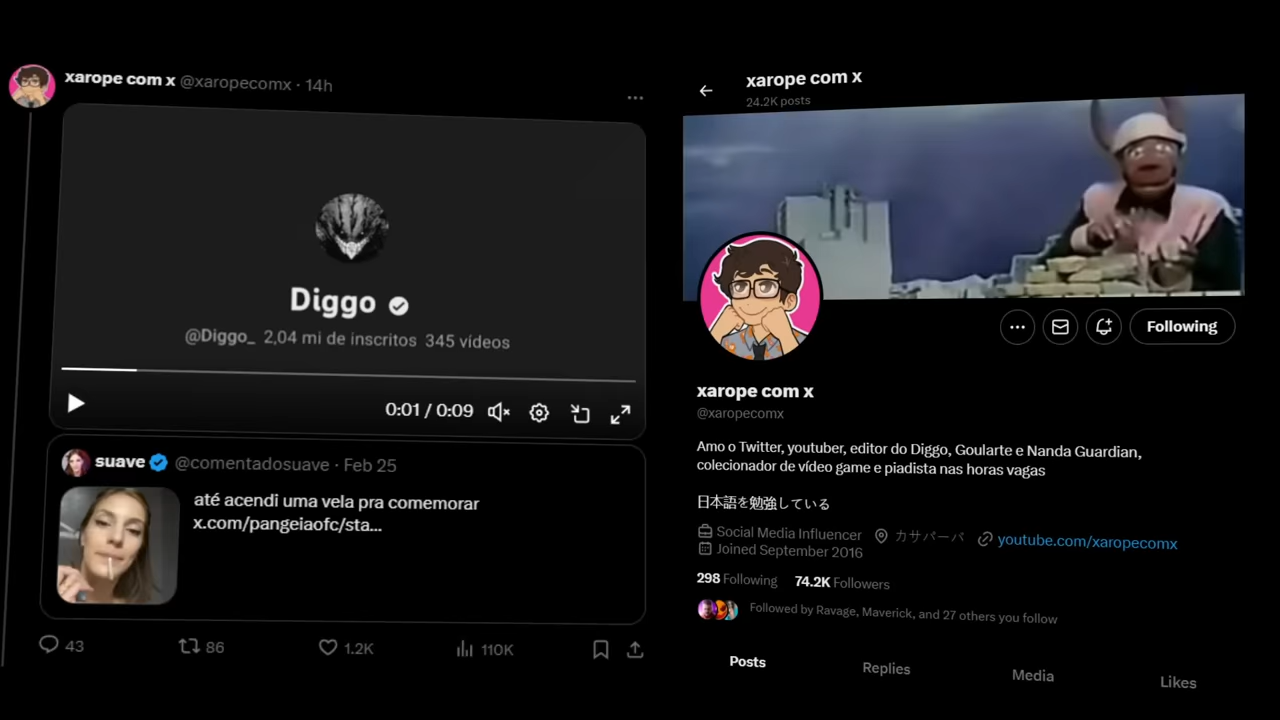 xarope com x @xaropecomx · 14h
Diggo
@Diggo_ 2,04 mi de inscritos 345 vídeos
0:01 / 0:09
suave @comentadosuave · Feb 25
até acendi uma vela pra comemorar
x.com/pangeiaofc/sta...
43 86 1.2K 110K
xarope com x
24.2K posts
Following
xarope com x
@xaropecomx
Amo o Twitter, youtuber, editor do Diggo, Goularte e Nanda Guardian,
colecionador de vídeo game e piadista nas horas vagas
日本語を勉強している
Social Media Influencer カサパーバ youtube.com/xaropecomx
Joined September 2016
298 Following 74.2K Followers
Followed by Ravage, Maverick, and 27 others you follow
Posts Replies Media Likes